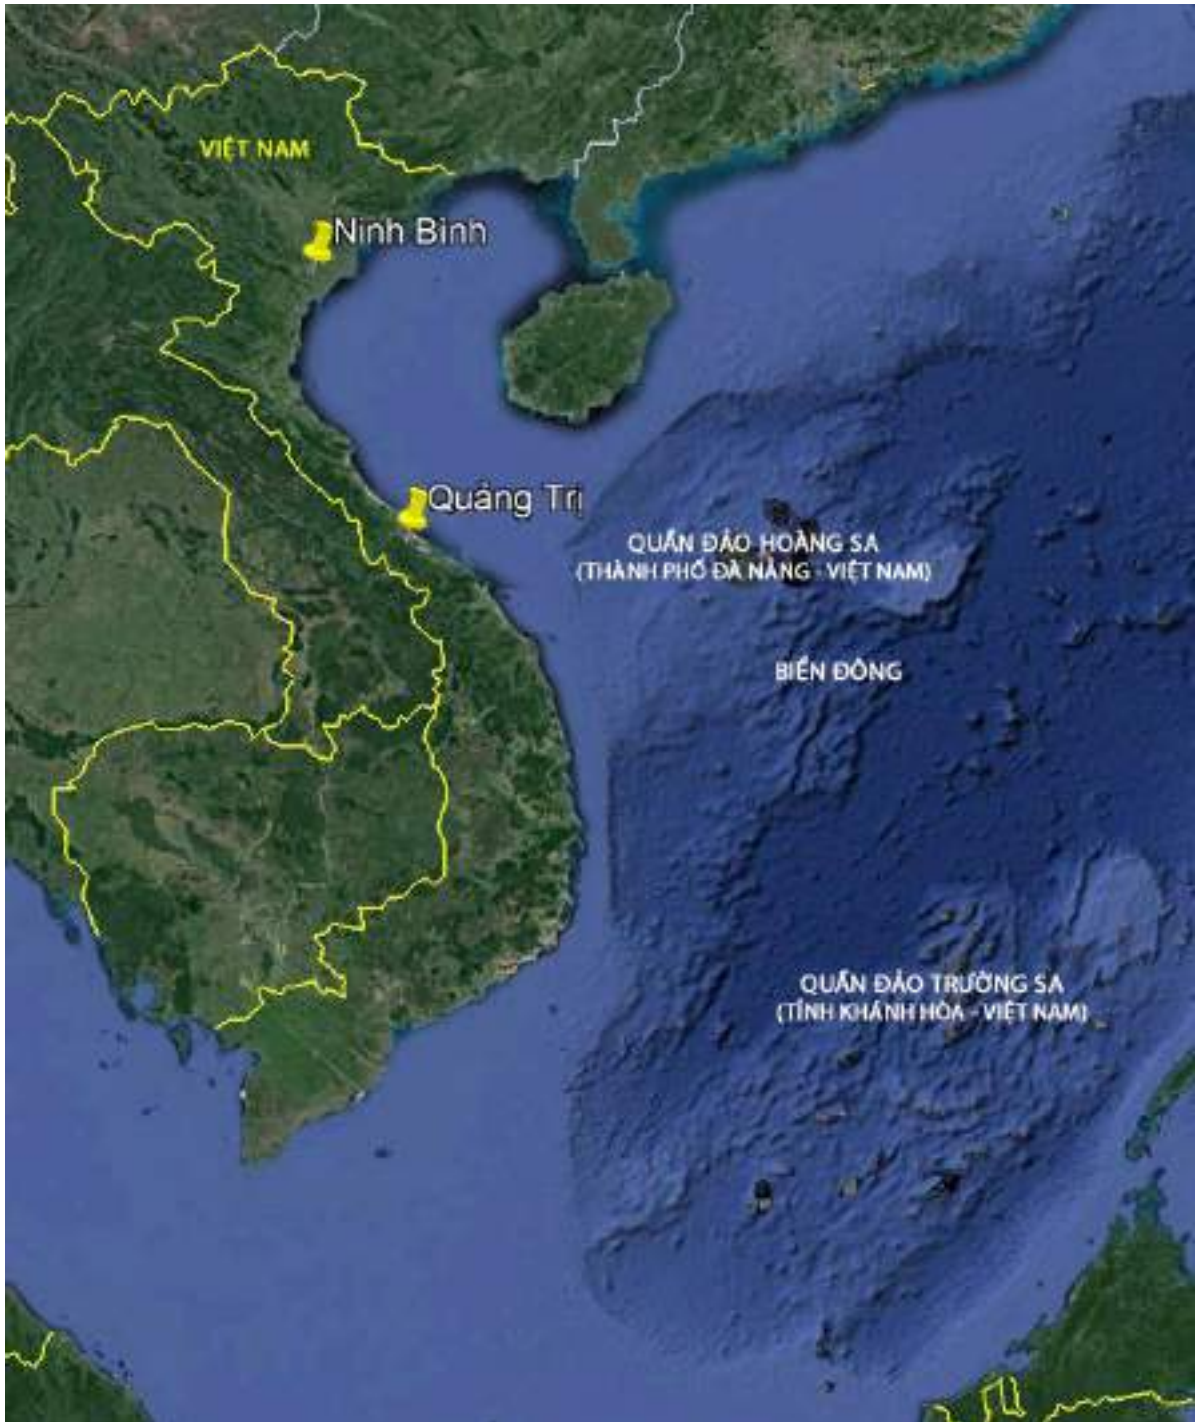 VIỆT NAM
Ninh Bình
Quảng Trị
QUẦN ĐẢO HOÀNG SA
(THÀNH PHỐ ĐÀ NẴNG - VIỆT NAM)
BIỂN ĐÔNG
QUẦN ĐẢO TRƯỜNG SA
(TỈNH KHÁNH HÒA - VIỆT NAM)